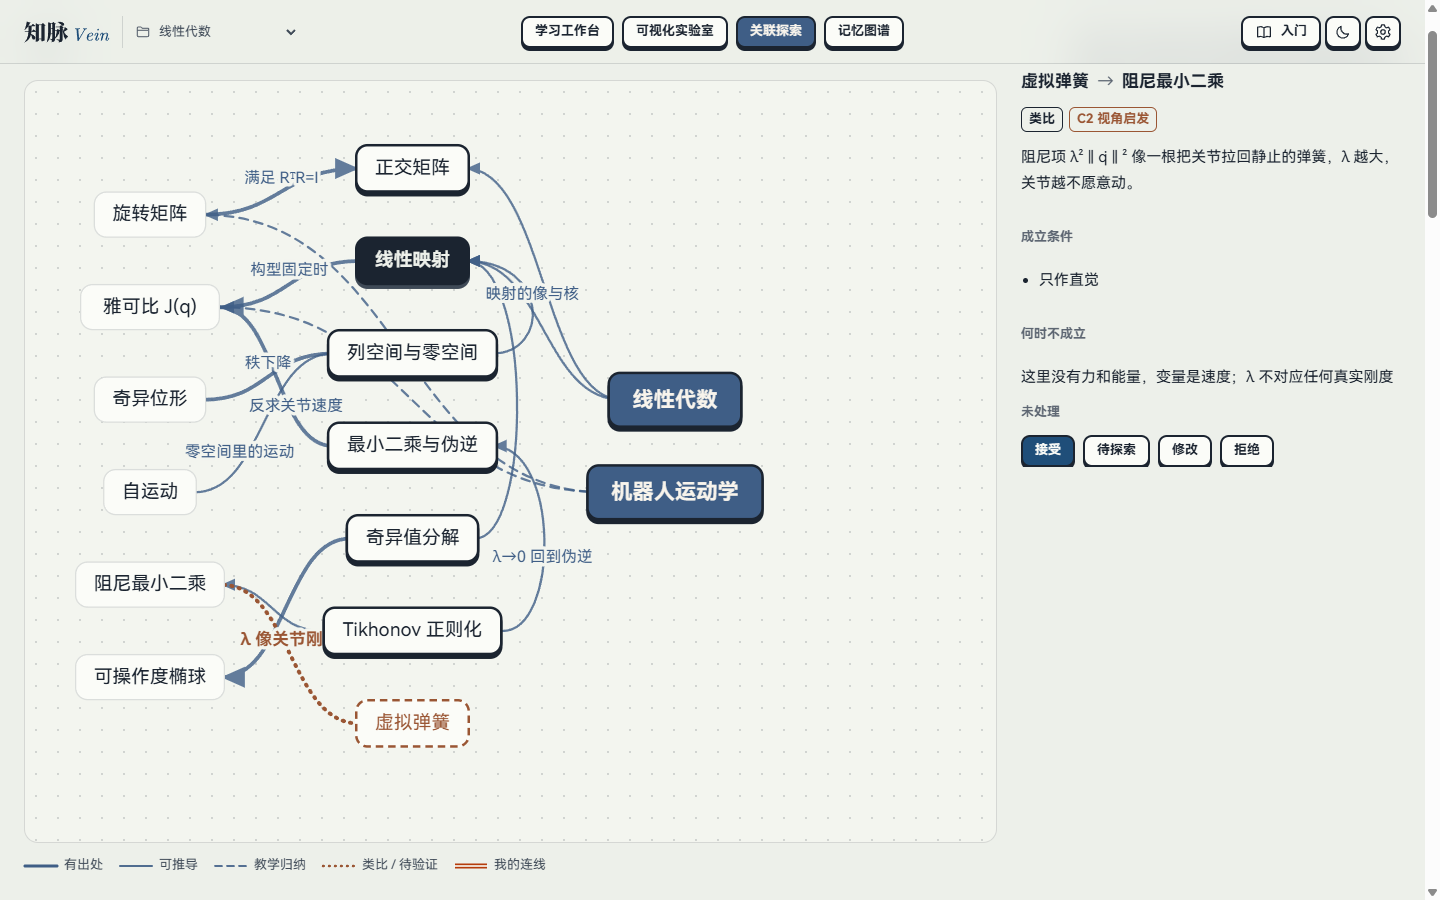 知脉 Vein
线性代数
学习工作台
可视化实验室
关联探索
记忆图谱
入门
正交矩阵
满足 RᵀR=I
旋转矩阵
线性映射
构型固定时
映射的像与核
雅可比 J(q)
列空间与零空间
秩下降
奇异位形
反求关节速度
线性代数
最小二乘与伪逆
零空间里的运动
自运动
机器人运动学
奇异值分解
λ→0 回到伪逆
阻尼最小二乘
λ 像关节刚
Tikhonov 正则化
可操作度椭球
虚拟弹簧
有出处
可推导
教学归纳
类比 / 待验证
我的连线
虚拟弹簧 → 阻尼最小二乘
类比
C2 视角启发
阻尼项 λ² ‖ q̇ ‖ ² 像一根把关节拉回静止的弹簧，λ 越大，
关节越不愿意动。
成立条件
• 只作直觉
何时不成立
这里没有力和能量，变量是速度；λ 不对应任何真实刚度
未处理
接受
待探索
修改
拒绝